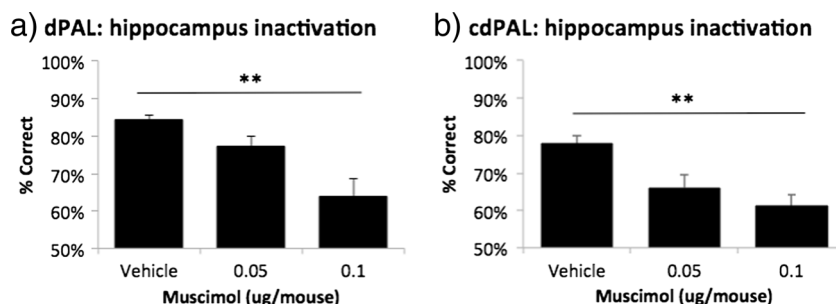 a) dPAL: hippocampus inactivation
100%
90%
80%
70%
60%
50%
% Correct
**
Vehicle 0.05 0.1
Muscimol (ug/mouse)
b) cdPAL: hippocampus inactivation
100%
90%
80%
70%
60%
50%
% Correct
**
Vehicle 0.05 0.1
Muscimol (ug/mouse)